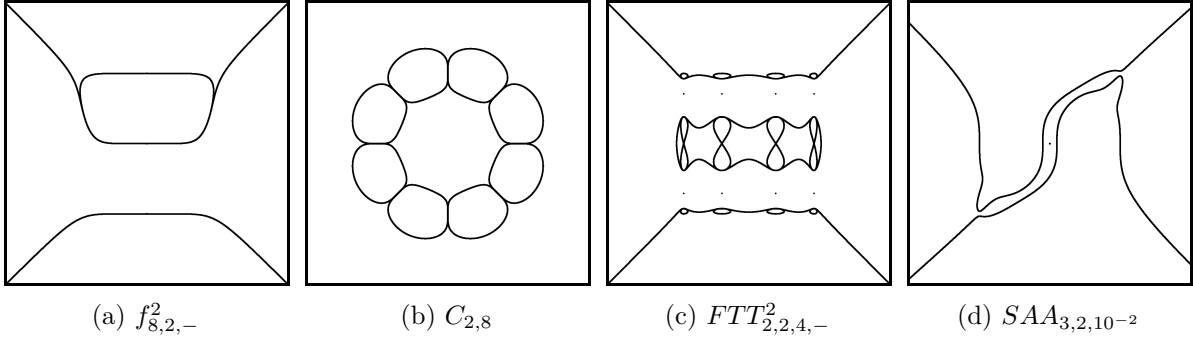 (a) $f^2_{8,2,-}$
(b) $C_{2,8}$
(c) $FTT^2_{2,2,4,-}$
(d) $SAA_{3,2,10^{-2}}$